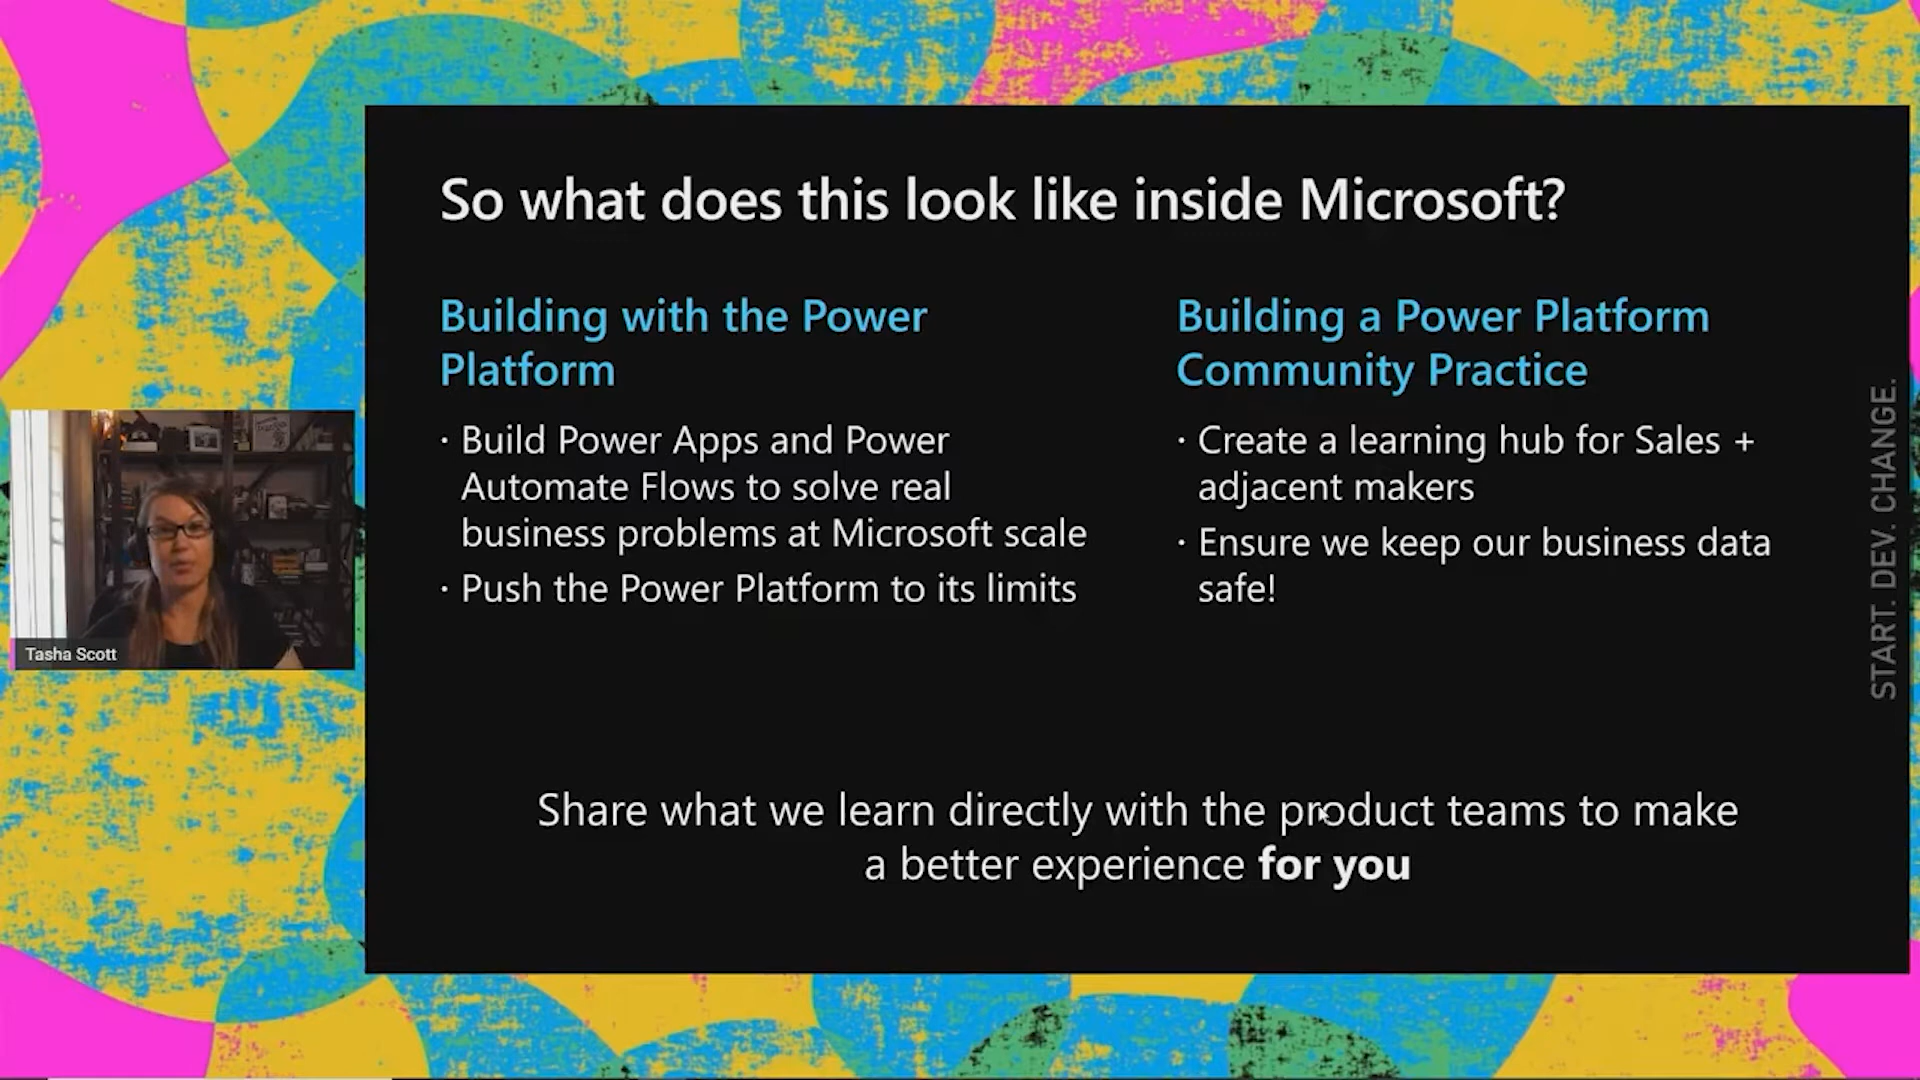 So what does this look like inside Microsoft?
Building with the Power
Platform
· Build Power Apps and Power
Automate Flows to solve real
business problems at Microsoft scale
· Push the Power Platform to its limits
Building a Power Platform
Community Practice
· Create a learning hub for Sales +
adjacent makers
· Ensure we keep our business data
safe!
Share what we learn directly with the product teams to make
a better experience for you
Tasha Scott
START. DEV. CHANGE.